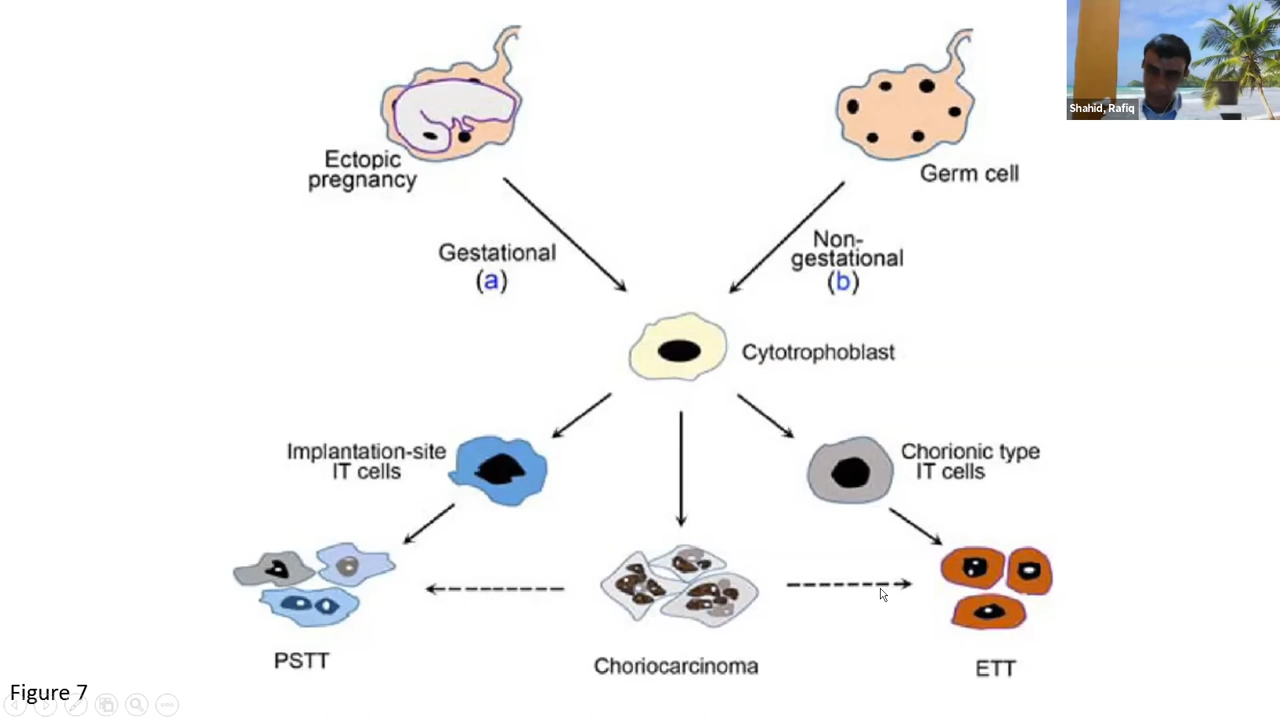 Shahid, Rafiq
Ectopic
pregnancy
Germ cell
Gestational
(a)
Non-
gestational
(b)
Cytotrophoblast
Implantation-site
IT cells
Chorionic type
IT cells
PSTT
Choriocarcinoma
ETT
Figure 7